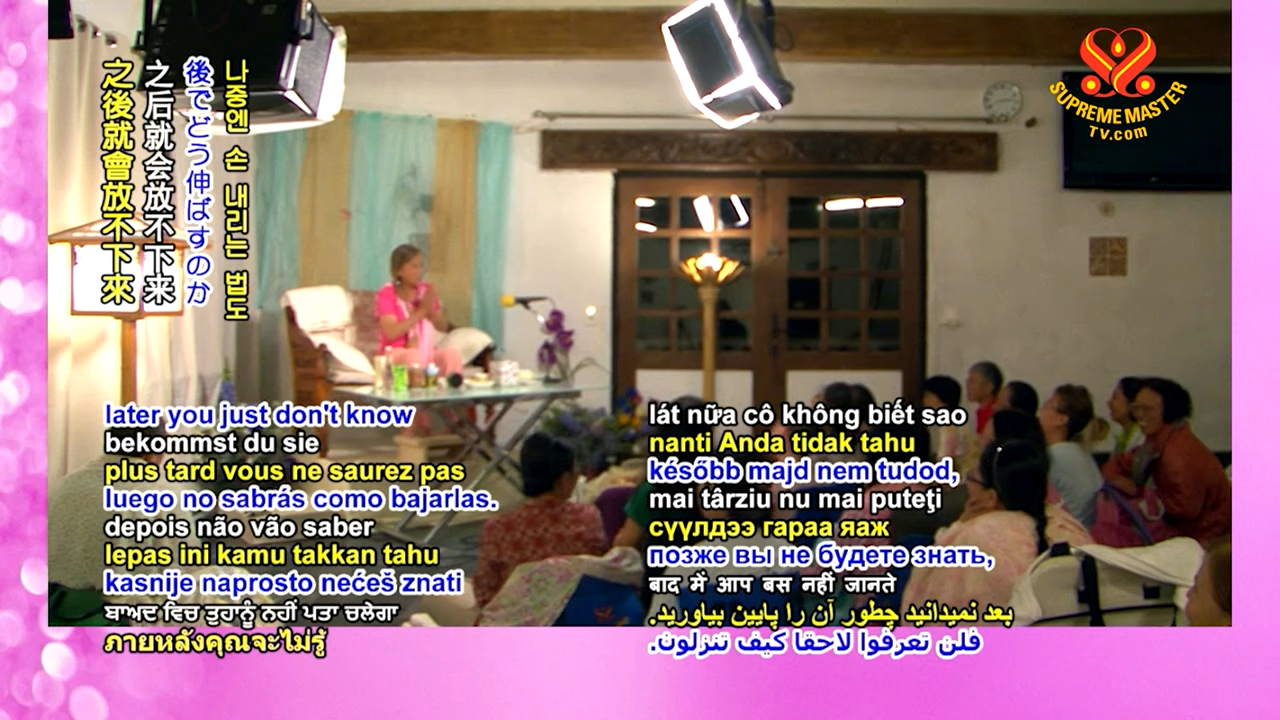 之後就會放不下來
之后就会放不下来
後でどう伸ばすのか
나중엔 손 내리는 법도
SUPREME MASTER
TV.com
later you just don't know
bekommst du sie
plus tard vous ne saurez pas
luego no sabrás como bajarlas.
depois não vão saber
lepas ini kamu takkan tahu
kasnije naprosto nećeš znati
ਬਾਅਦ ਵਿਚ ਤੁਹਾਨੂੰ ਨਹੀਂ ਪਤਾ ਚਲੇਗਾ
ภายหลังคุณจะไม่รู้
lát nữa cô không biết sao
nanti Anda tidak tahu
később majd nem tudod,
mai târziu nu mai puteţi
сүүлдээ гараа яаж
позже вы не будете знать,
बाद में आप बस नहीं जानते
بعد نمیدانید چطور آن را پایین بیاورید.
فلن تعرفوا لاحقا كيف تنزلون.